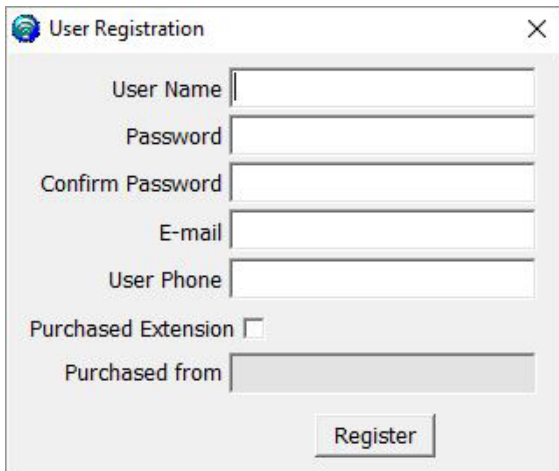 User Registration
User Name
Password
Confirm Password
E-mail
User Phone
Purchased Extension
Purchased from
Register